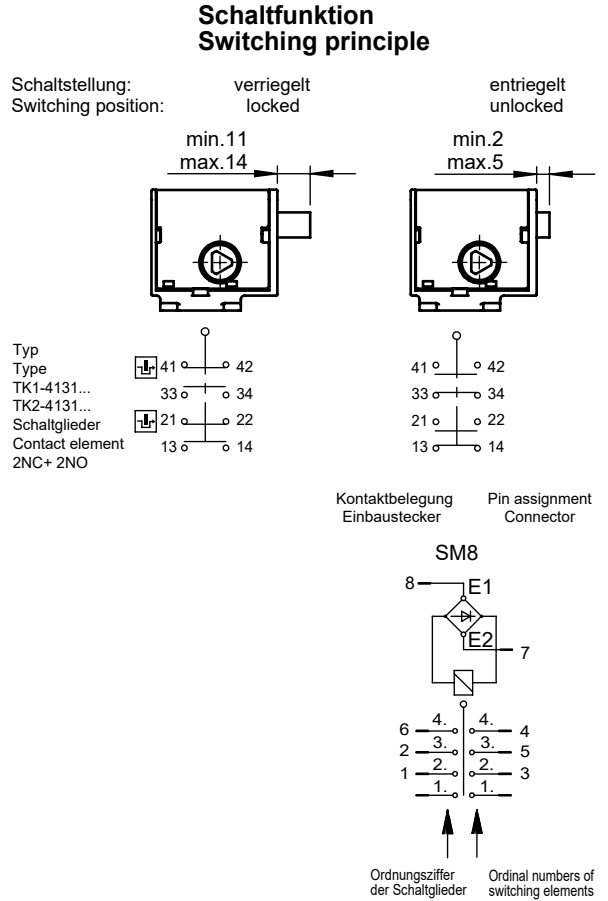 Schaltfunktion
Switching principle
Schaltstellung: verriegelt entriegelt
Switching position: locked unlocked
min.11 min.2
max.14 max.5
Typ
Type
TK1-4131...
TK2-4131...
Schaltglieder
Contact element
2NC+ 2NO
41 42 41 42
33 34 33 34
21 22 21 22
13 14 13 14
Kontaktbelegung Pin assignment
Einbaustecker Connector
SM8
8 E1
E2 7
6 4. 4. 4
2 3. 3. 5
1 2. 2. 3
1. 1.
Ordnungsziffer Ordinal numbers of
der Schaltglieder switching elements